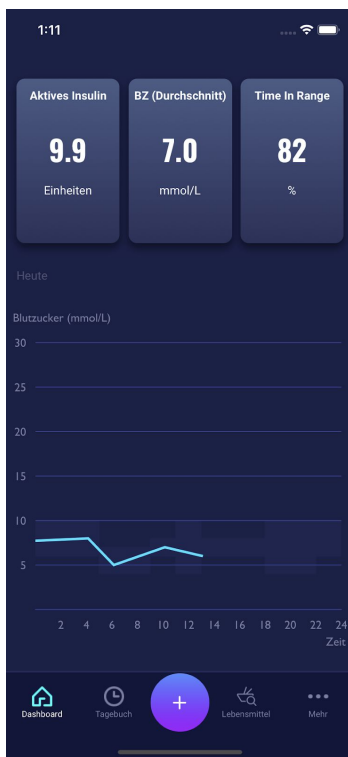 1:11
Aktives Insulin
BZ (Durchschnitt)
Time In Range
9.9
7.0
82
Einheiten
mmol/L
%
Heute
Blutzucker (mmol/L)
30
25
20
15
10
5
2 4 6 8 10 12 14 16 18 20 22 24
Zeit
+
Dashboard
Tagebuch
Lebensmittel
Mehr